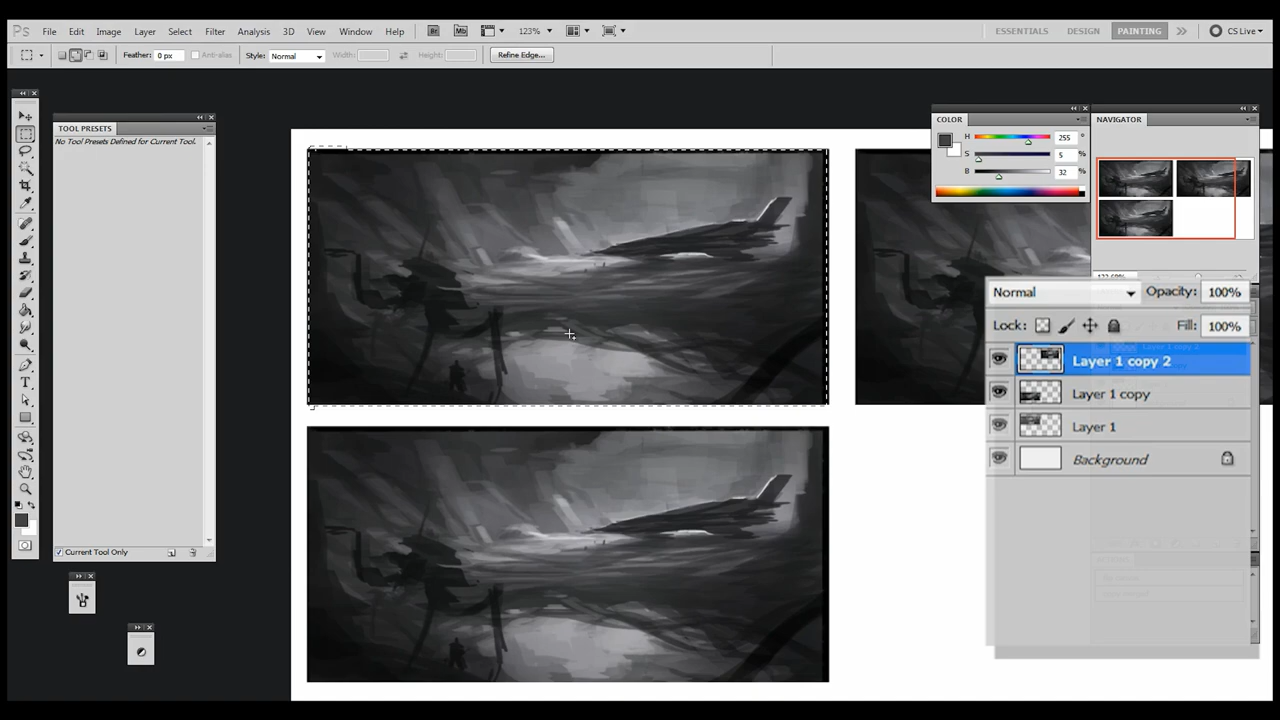 Ps File Edit Image Layer Select Filter Analysis 3D View Window Help Br Mb 123% ESSENTIALS DESIGN PAINTING CS Live
Feather: 0 px Anti-alias Style: Normal Width: Height: Refine Edge...
TOOL PRESETS
No Tool Presets Defined for Current Tool.
Current Tool Only
COLOR
H 255 °
S 5 %
B 32 %
NAVIGATOR
Normal Opacity: 100%
Lock: Fill: 100%
Layer 1 copy 2
Layer 1 copy
Layer 1
Background